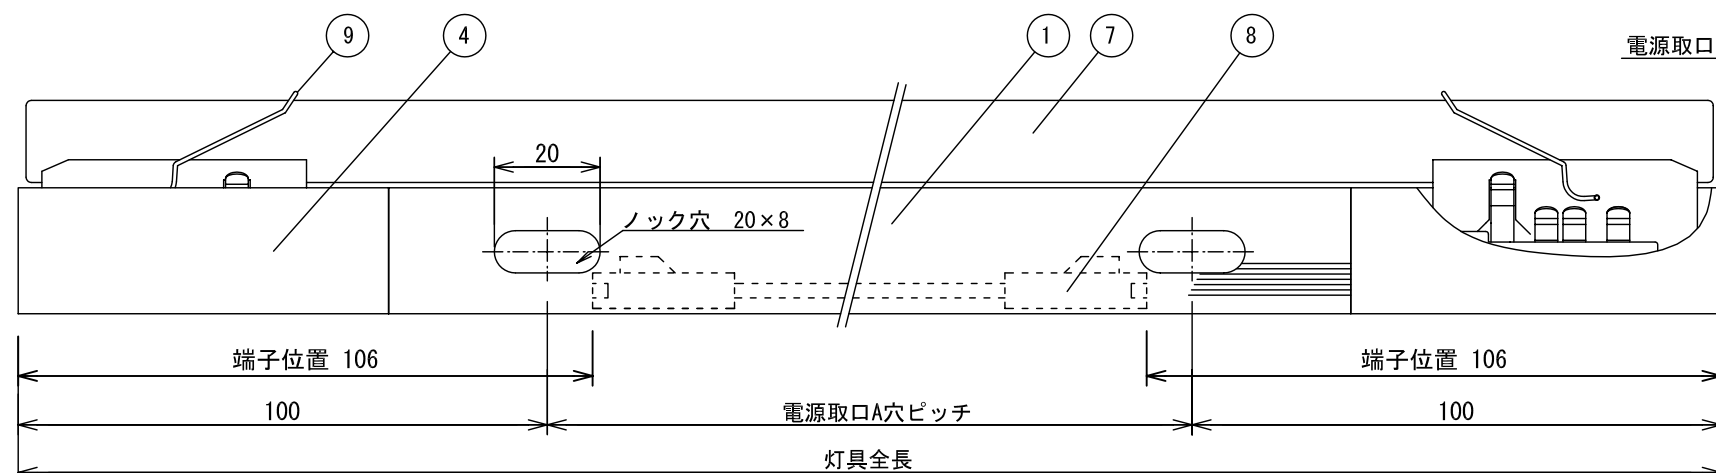 9
4
1
7
8
電源取口
20
ノック穴 20×8
端子位置 106
端子位置 106
100
電源取口A穴ピッチ
100
灯具全長